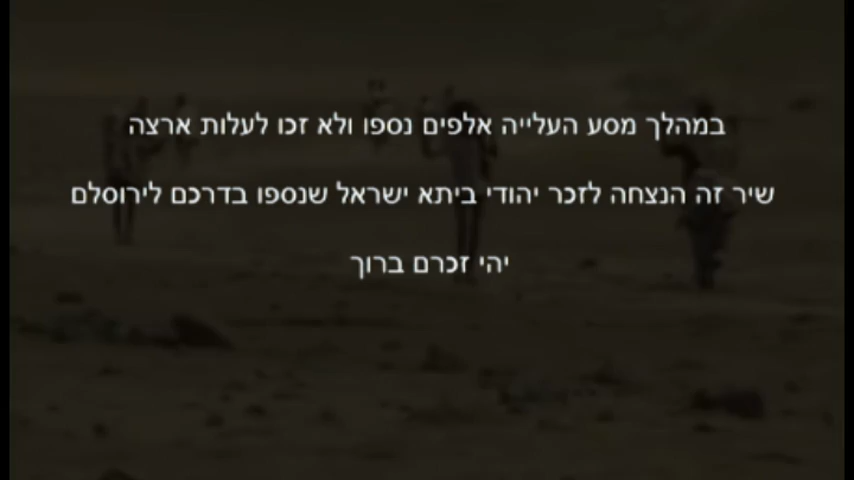 במהלך מסע העלייה אלפים נספו ולא זכו לעלות ארצה
שיר זה הנצחה לזכר יהודי ביתא ישראל שנספו בדרכם לירוסלם
יהי זכרם ברוך